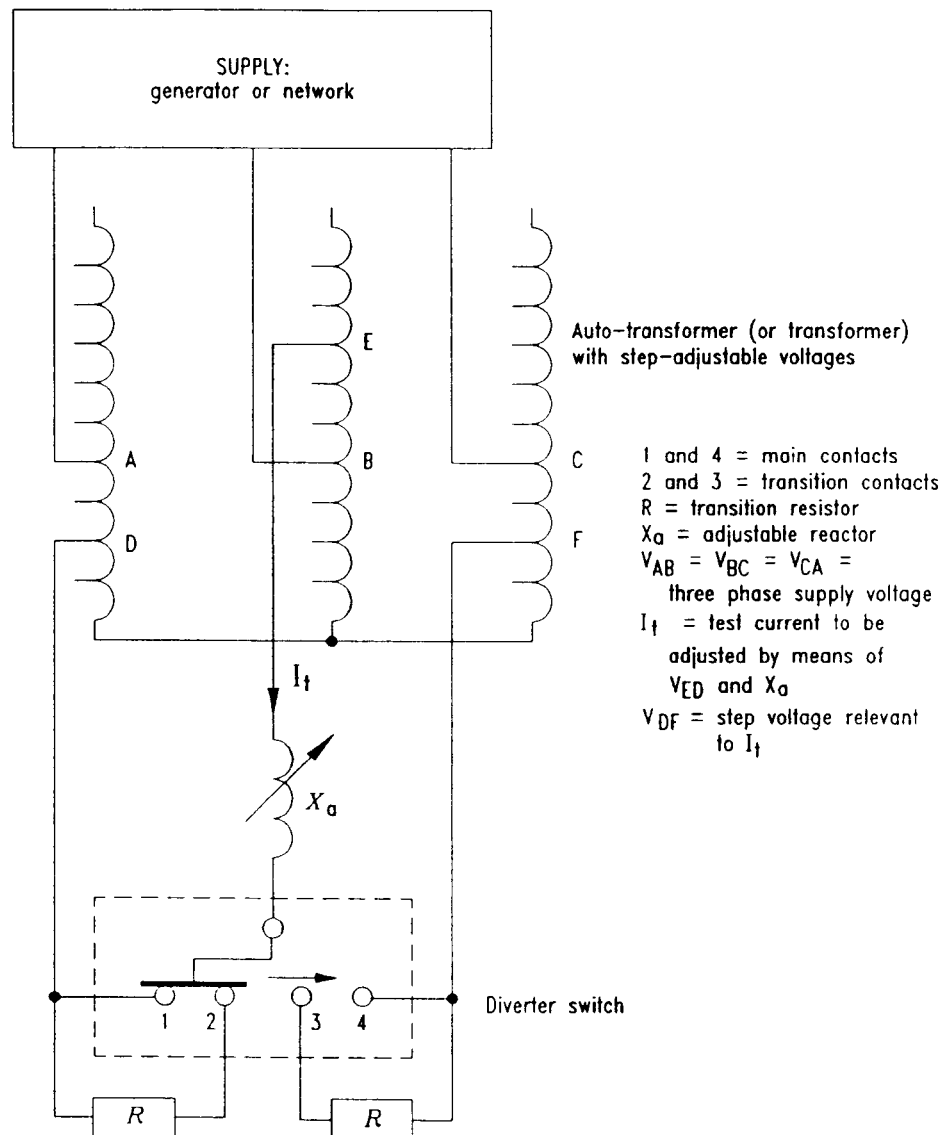 SUPPLY:
generator or network
E
Auto-transformer (or transformer)
with step-adjustable voltages
A
B
C
D
F
1 and 4 = main contacts
2 and 3 = transition contacts
R = transition resistor
Xa = adjustable reactor
VAB = VBC = VCA =
three phase supply voltage
It = test current to be
adjusted by means of
VED and Xa
VDF = step voltage relevant
to It
It
Xa
1 2 3 4
Diverter switch
R R